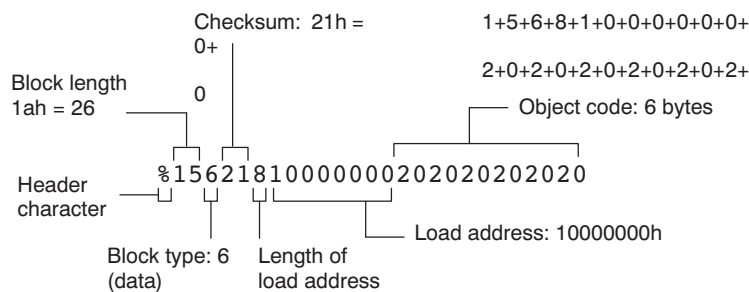 Checksum: 21h = 1+5+6+8+1+0+0+0+0+0+0+
0+ 2+0+2+0+2+0+2+0+2+0+2+
0
Block length
1ah = 26
Object code: 6 bytes
%1562181000000020202020202020
Header
character
Load address: 10000000h
Block type: 6
(data)
Length of
load address